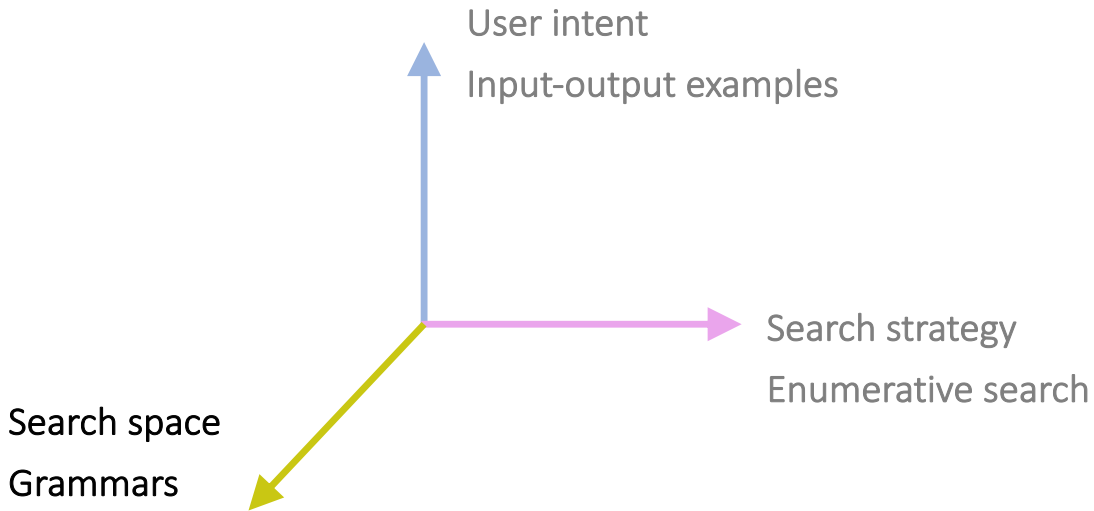 User intent
Input-output examples
Search strategy
Enumerative search
Search space
Grammars